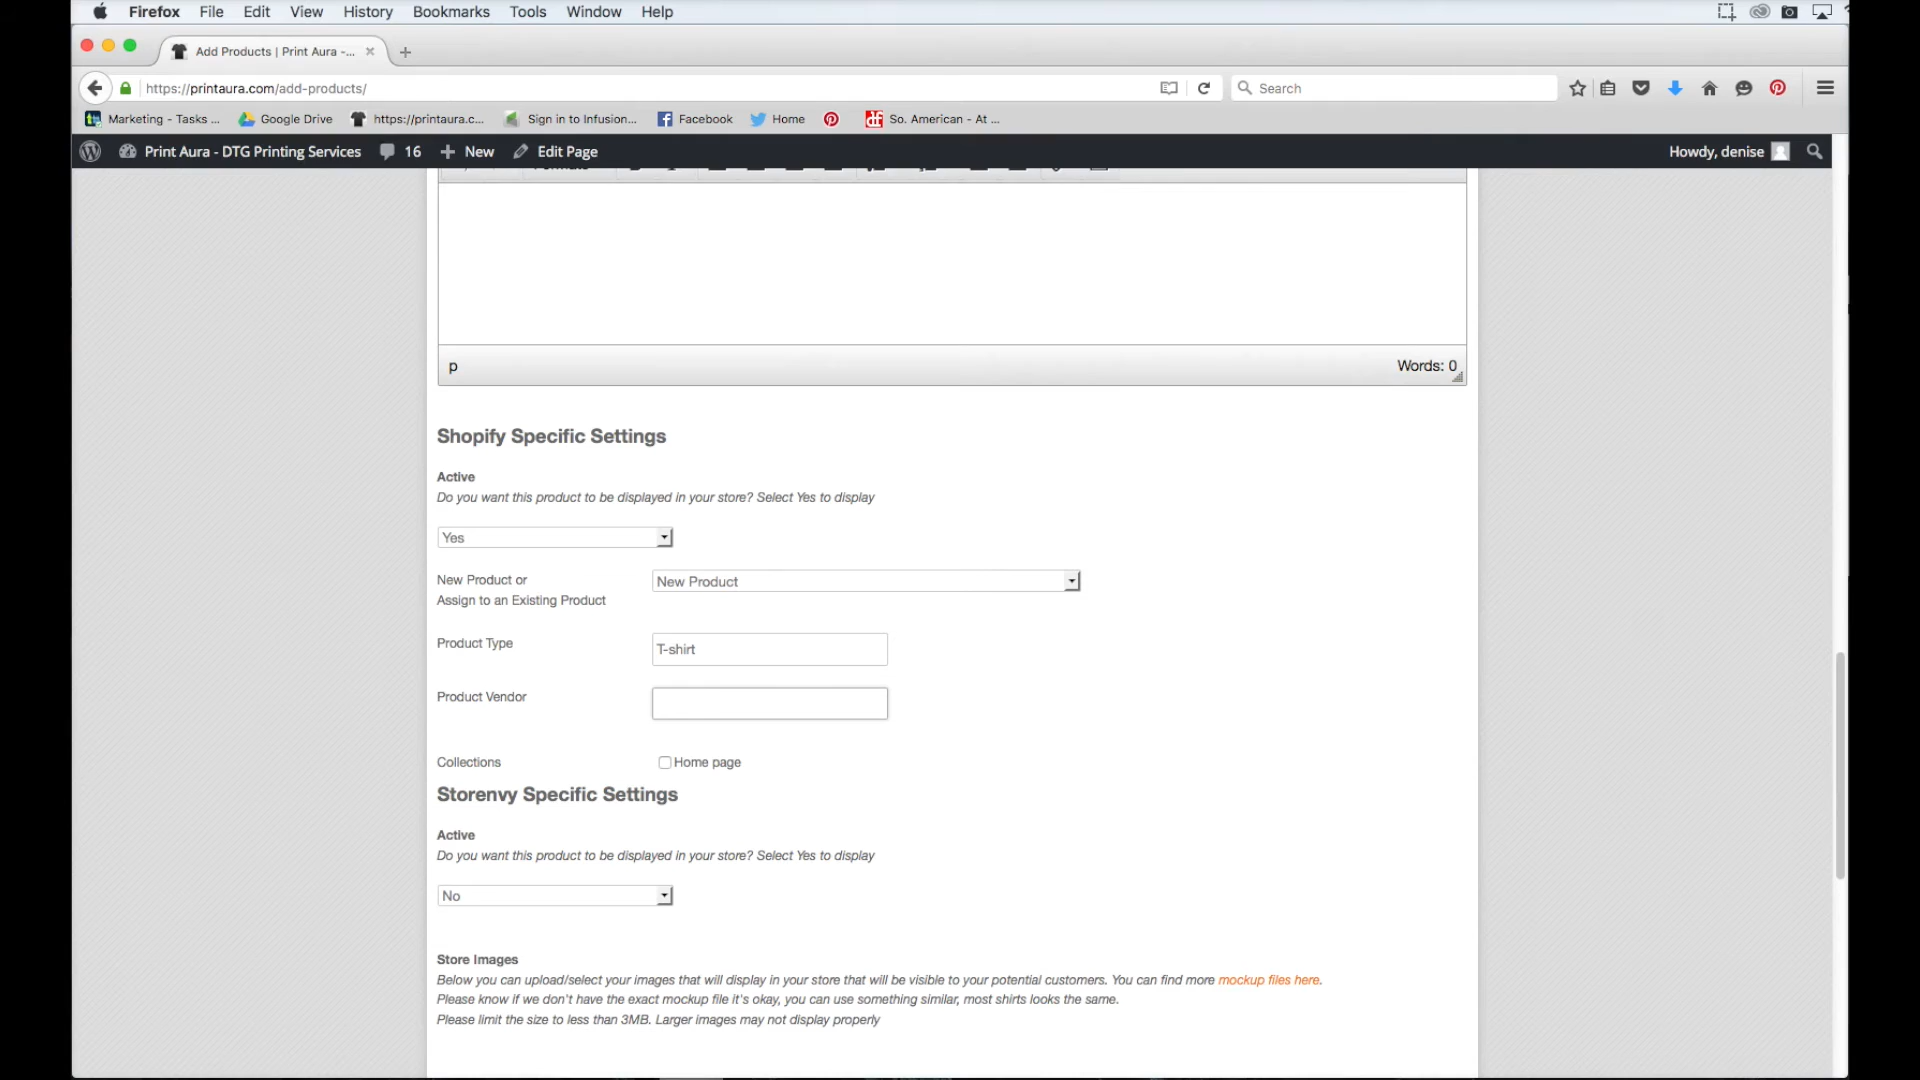 Firefox File Edit View History Bookmarks Tools Window Help
Add Products | Print Aura -...
https://printaura.com/add-products/
Search
Marketing - Tasks ... Google Drive https://printaura.c... Sign in to Infusion... Facebook Home So. American - At ...
Print Aura - DTG Printing Services 16 New Edit Page Howdy, denise
p Words: 0
Shopify Specific Settings
Active
Do you want this product to be displayed in your store? Select Yes to display
Yes
New Product or
Assign to an Existing Product
New Product
Product Type T-shirt
Product Vendor
Collections Home page
Storenvy Specific Settings
Active
Do you want this product to be displayed in your store? Select Yes to display
No
Store Images
Below you can upload/select your images that will display in your store that will be visible to your potential customers. You can find more mockup files here.
Please know if we don't have the exact mockup file it's okay, you can use something similar, most shirts looks the same.
Please limit the size to less than 3MB. Larger images may not display properly